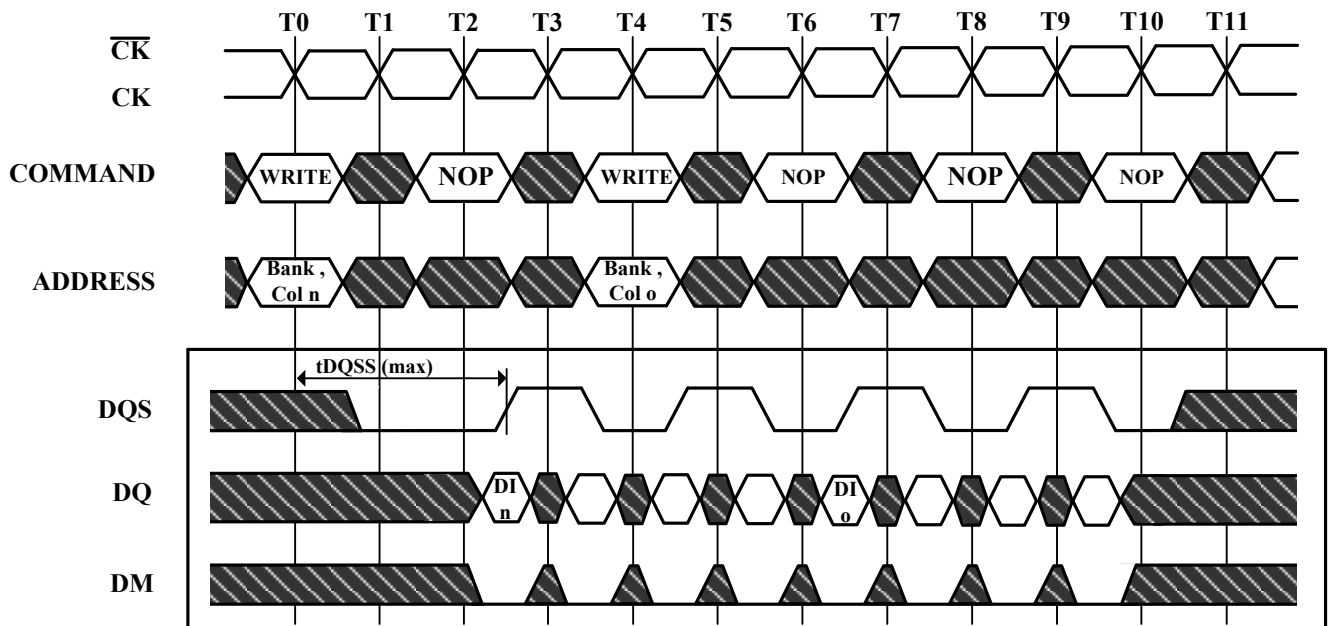 T0 T1 T2 T3 T4 T5 T6 T7 T8 T9 T10 T11
CK
CK
COMMAND WRITE NOP WRITE NOP NOP NOP
ADDRESS Bank , Bank ,
Col n Col o
tDQSS (max)
DQS
DQ DI DI
n o
DM